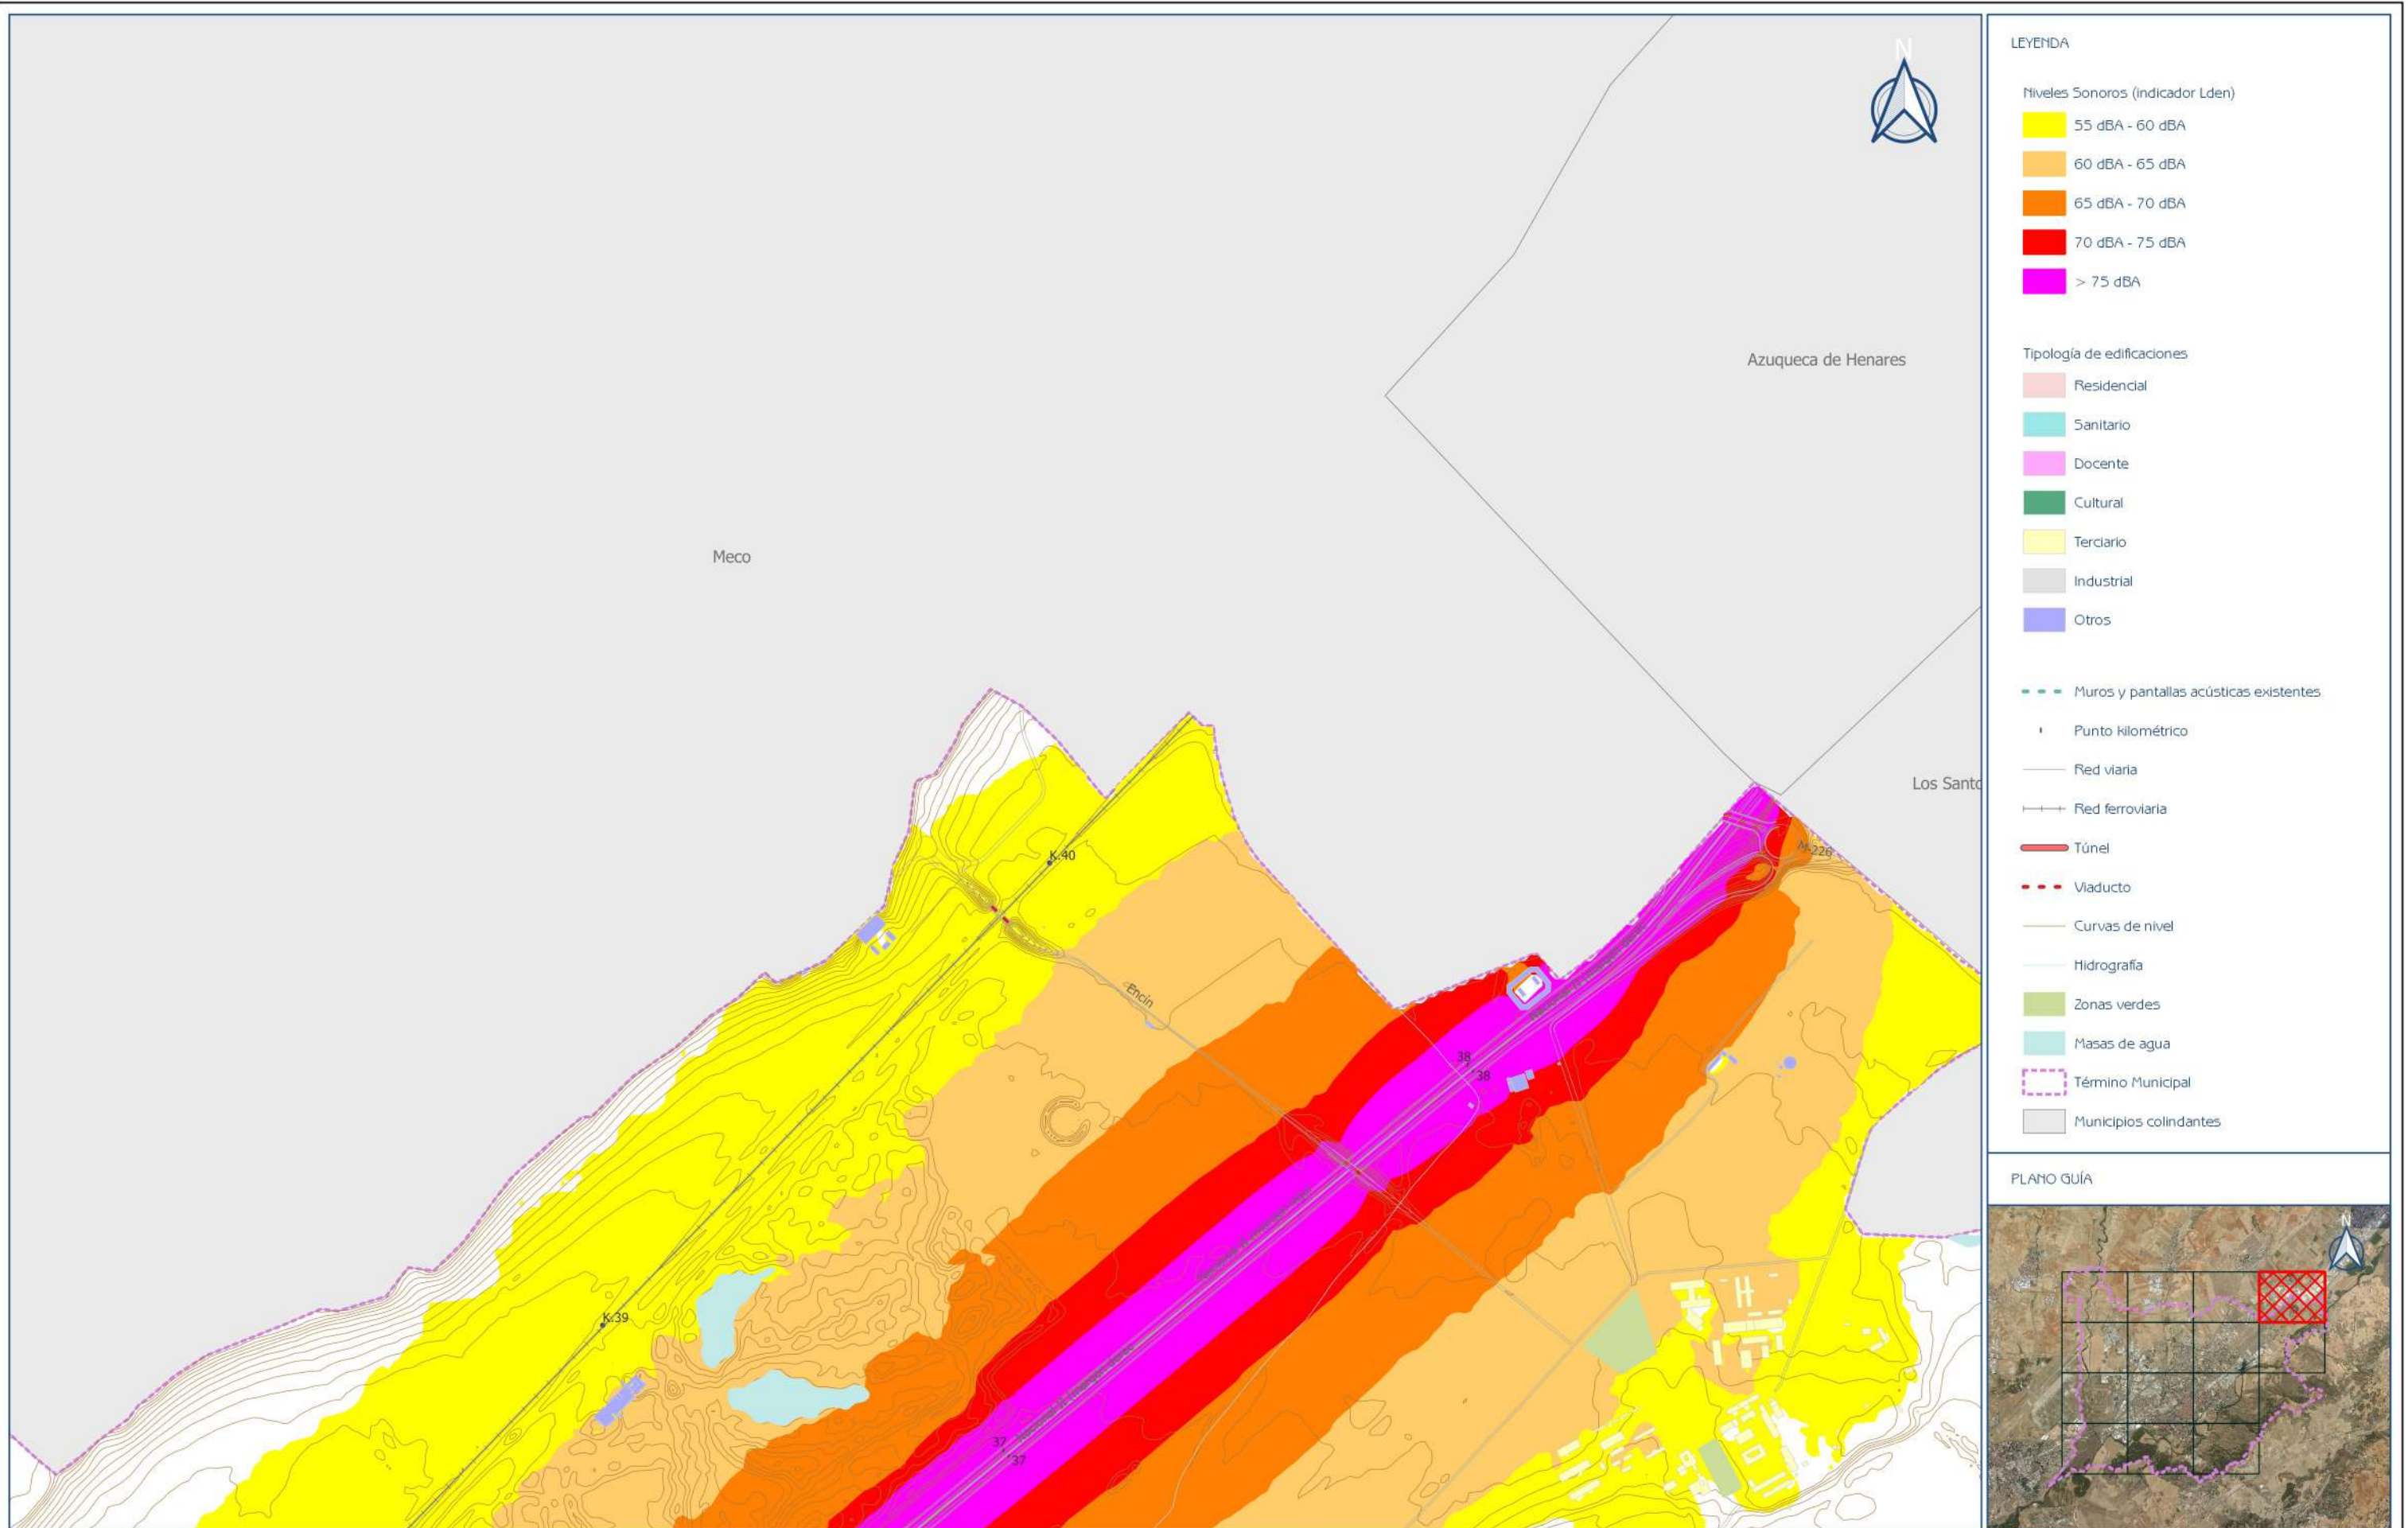 N
Azuqueca de Henares
Meco
Los Santo
K.40
M-226
Encín
38
38
K.39
37
37
LEYENDA
Niveles Sonoros (indicador Lden)
55 dBA - 60 dBA
60 dBA - 65 dBA
65 dBA - 70 dBA
70 dBA - 75 dBA
> 75 dBA
Tipología de edificaciones
Residencial
Sanitario
Docente
Cultural
Terciario
Industrial
Otros
Muros y pantallas acústicas existentes
Punto kilométrico
Red viaria
Red ferroviaria
Túnel
Viaducto
Curvas de nivel
Hidrografía
Zonas verdes
Masas de agua
Término Municipal
Municipios colindantes
PLANO GUÍA
N